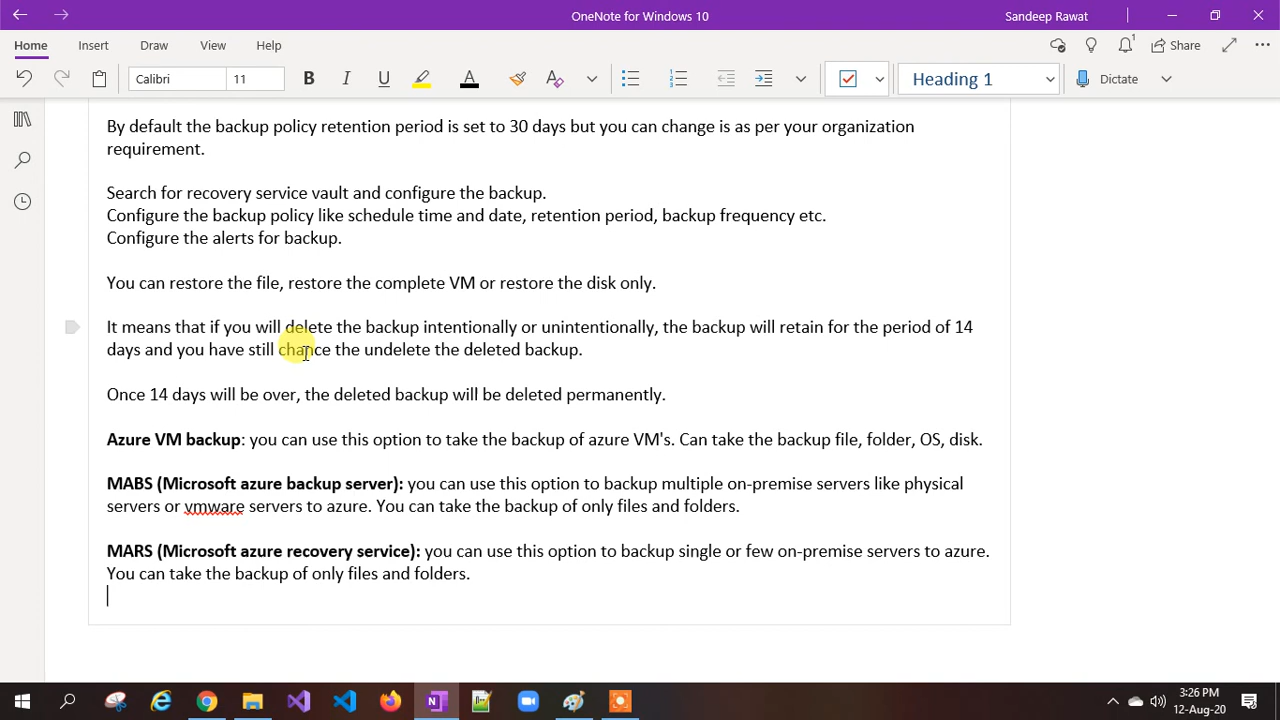 OneNote for Windows 10
Sandeep Rawat
Home
Insert
Draw
View
Help
Share
Calibri
11
B
I
U
A
A
Heading 1
Dictate
By default the backup policy retention period is set to 30 days but you can change is as per your organization
requirement.
Search for recovery service vault and configure the backup.
Configure the backup policy like schedule time and date, retention period, backup frequency etc.
Configure the alerts for backup.
You can restore the file, restore the complete VM or restore the disk only.
It means that if you will delete the backup intentionally or unintentionally, the backup will retain for the period of 14
days and you have still chance the undelete the deleted backup.
Once 14 days will be over, the deleted backup will be deleted permanently.
Azure VM backup: you can use this option to take the backup of azure VM's. Can take the backup file, folder, OS, disk.
MABS (Microsoft azure backup server): you can use this option to backup multiple on-premise servers like physical
servers or vmware servers to azure. You can take the backup of only files and folders.
MARS (Microsoft azure recovery service): you can use this option to backup single or few on-premise servers to azure.
You can take the backup of only files and folders.
3:26 PM
12-Aug-20